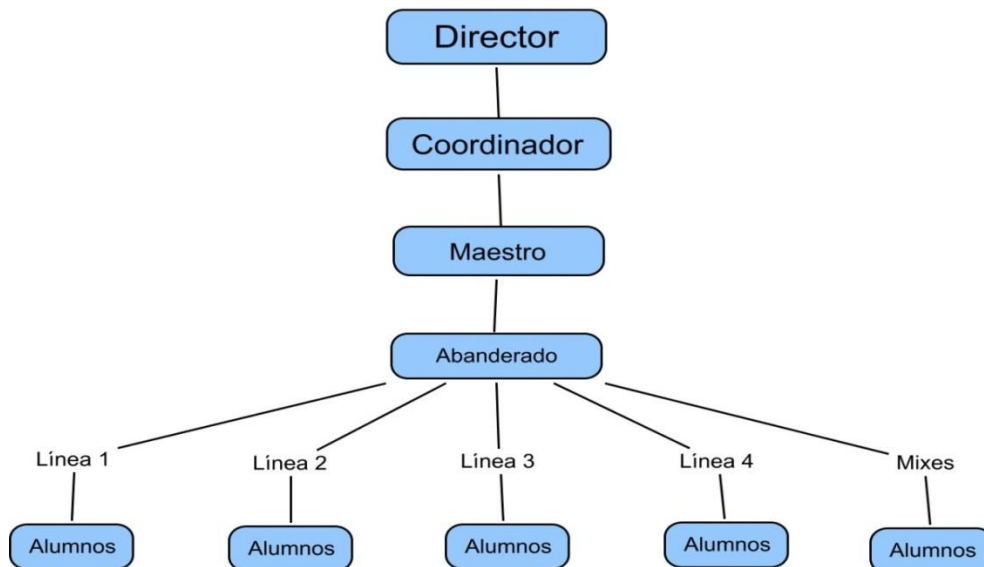 Director
Coordinador
Maestro
Abanderado
Línea 1
Línea 2
Línea 3
Línea 4
Mixes
Alumnos
Alumnos
Alumnos
Alumnos
Alumnos